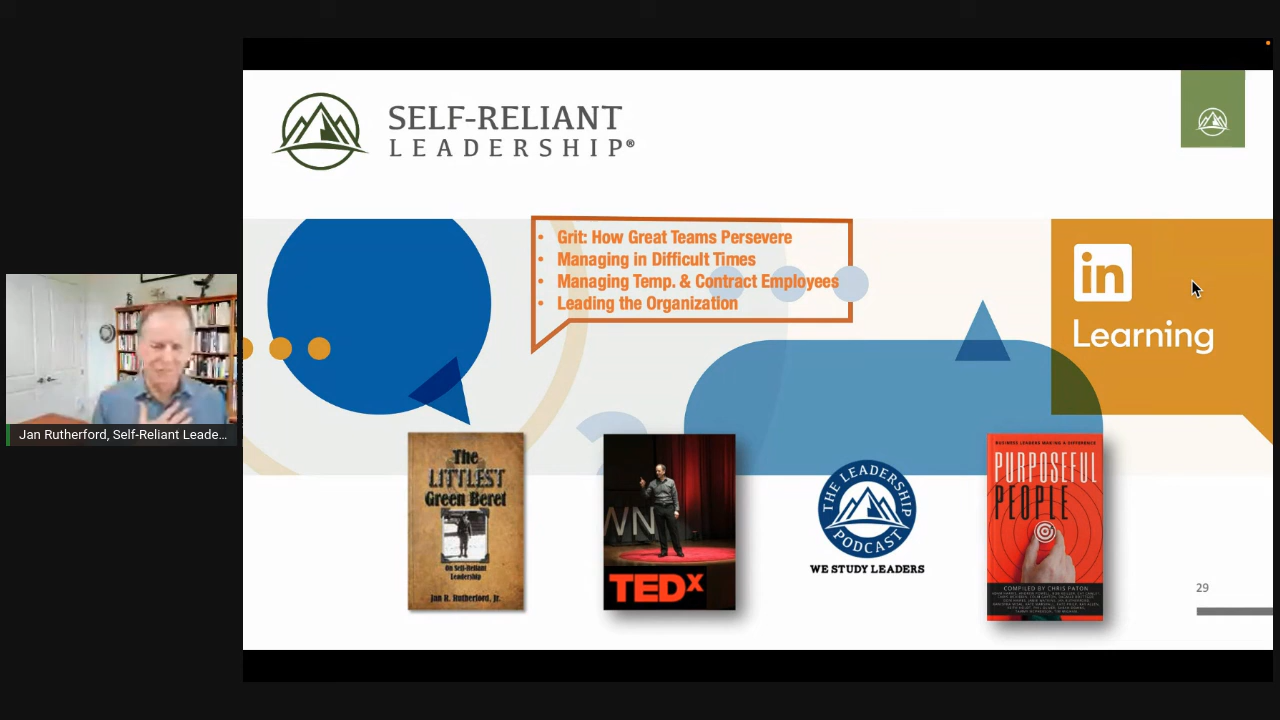 SELF-RELIANT
LEADERSHIP®
• Grit: How Great Teams Persevere
• Managing in Difficult Times
• Managing Temp. & Contract Employees
• Leading the Organization
in
Learning
Jan Rutherford, Self-Reliant Leade...
The
LITTLEST
Green Beret
On Self-Reliant
Leadership
Jan R. Rutherford, Jr.
WN
TEDx
THE LEADERSHIP
PODCAST
WE STUDY LEADERS
BUSINESS LEADERS MAKING A DIFFERENCE
PURPOSEFUL
PEOPLE
COMPILED BY CHRIS PATON
29